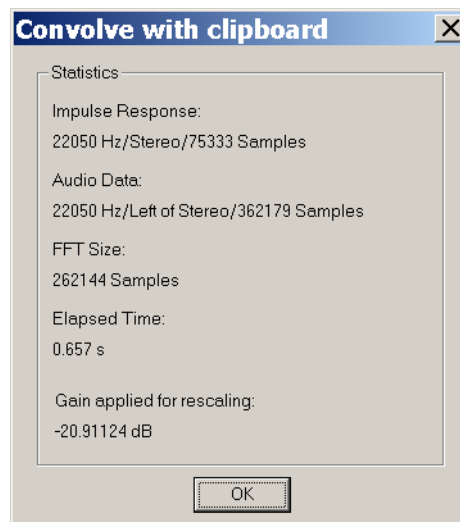 Convolve with clipboard
Statistics
Impulse Response:
22050 Hz/Stereo/75333 Samples
Audio Data:
22050 Hz/Left of Stereo/362179 Samples
FFT Size:
262144 Samples
Elapsed Time:
0.657 s
Gain applied for rescaling:
-20.91124 dB
OK